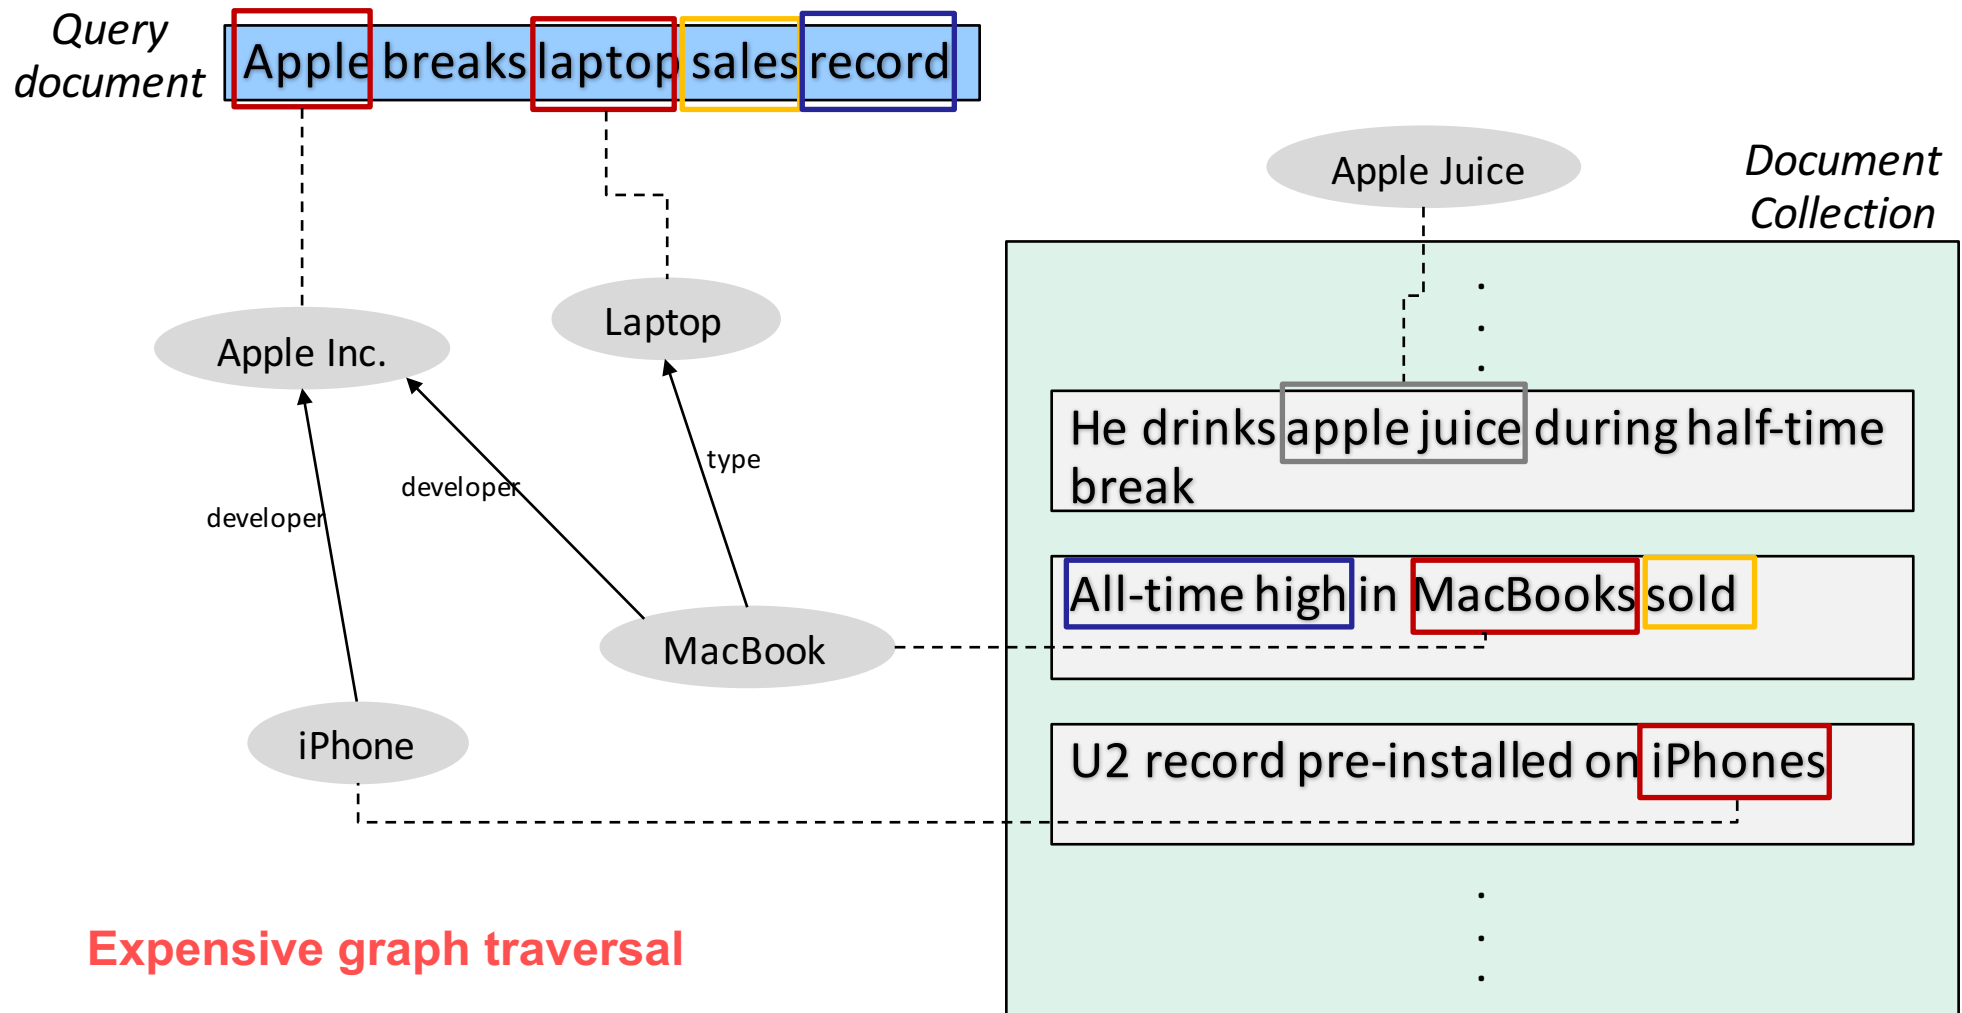 Query
document
Apple breaks laptop sales record
Apple Juice
Document
Collection
Apple Inc.
Laptop
developer
developer
type
MacBook
iPhone
He drinks apple juice during half-time
break
All-time high in MacBooks sold
U2 record pre-installed on iPhones
Expensive graph traversal